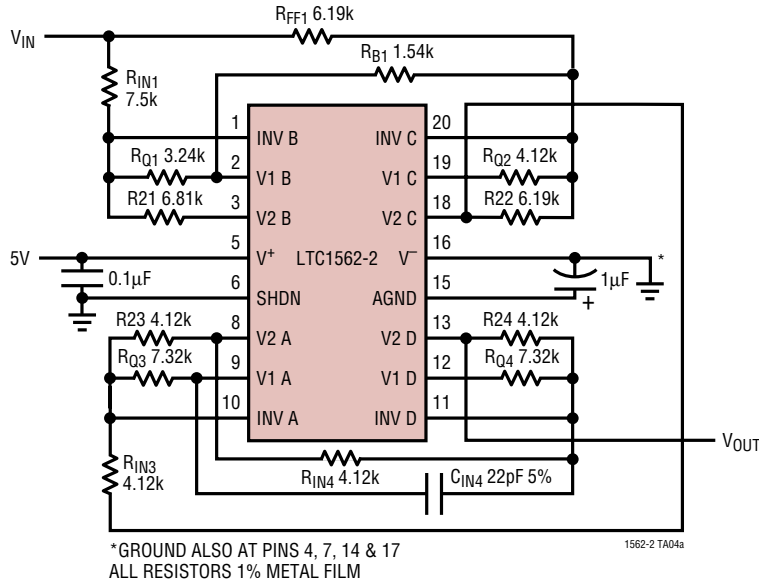 RFF1 6.19k
VIN
RB1 1.54k
RIN1
7.5k
1
INV B
INV C
20
RQ1 3.24k
2
V1 B
V1 C
19
RQ2 4.12k
R21 6.81k
3
V2 B
V2 C
18
R22 6.19k
5V
5
V+
LTC1562-2
V–
16
*
0.1µF
6
SHDN
AGND
15
1µF
+
R23 4.12k
8
V2 A
V2 D
13
R24 4.12k
RQ3 7.32k
9
V1 A
V1 D
12
RQ4 7.32k
10
INV A
INV D
11
VOUT
RIN3
4.12k
RIN4 4.12k
CIN4 22pF 5%
1562-2 TA04a
*GROUND ALSO AT PINS 4, 7, 14 & 17
ALL RESISTORS 1% METAL FILM